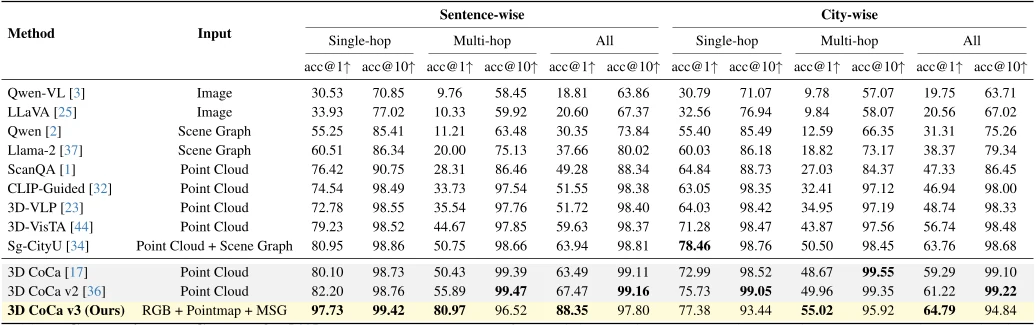 Method Input Sentence-wise City-wise
Single-hop Multi-hop All Single-hop Multi-hop All
acc@1↑ acc@10↑ acc@1↑ acc@10↑ acc@1↑ acc@10↑ acc@1↑ acc@10↑ acc@1↑ acc@10↑ acc@1↑ acc@10↑
Qwen-VL [3] Image 30.53 70.85 9.76 58.45 18.81 63.86 30.79 71.07 9.78 57.07 19.75 63.71
LLaVA [25] Image 33.93 77.02 10.33 59.92 20.60 67.37 32.56 76.94 9.84 58.07 20.56 67.02
Qwen [2] Scene Graph 55.25 85.41 11.21 63.48 30.35 73.84 55.40 85.49 12.59 66.35 31.31 75.26
Llama-2 [37] Scene Graph 60.51 86.34 20.00 75.13 37.66 80.02 60.03 86.18 18.82 73.17 38.37 79.34
ScanQA [1] Point Cloud 76.42 90.75 28.31 86.46 49.28 88.34 64.84 88.73 27.03 84.37 47.33 86.45
CLIP-Guided [32] Point Cloud 74.54 98.49 33.73 97.54 51.55 98.38 63.05 98.35 32.41 97.12 46.94 98.00
3D-VLP [23] Point Cloud 72.78 98.55 35.54 97.76 51.72 98.40 64.03 98.42 34.95 97.19 48.74 98.33
3D-VisTA [44] Point Cloud 79.23 98.52 44.67 97.85 59.63 98.37 71.28 98.47 43.87 97.56 56.74 98.48
Sg-CityU [34] Point Cloud + Scene Graph 80.95 98.86 50.75 98.66 63.94 98.81 78.46 98.76 50.50 98.45 63.76 98.68
3D CoCa [17] Point Cloud 80.10 98.73 50.43 99.39 63.49 99.11 72.99 98.52 48.67 99.55 59.29 99.10
3D CoCa v2 [36] Point Cloud 82.20 98.76 55.89 99.47 67.47 99.16 75.73 99.05 49.96 99.35 61.22 99.22
3D CoCa v3 (Ours) RGB + Pointmap + MSG 97.73 99.42 80.97 96.52 88.35 97.80 77.38 93.44 55.02 95.92 64.79 94.84